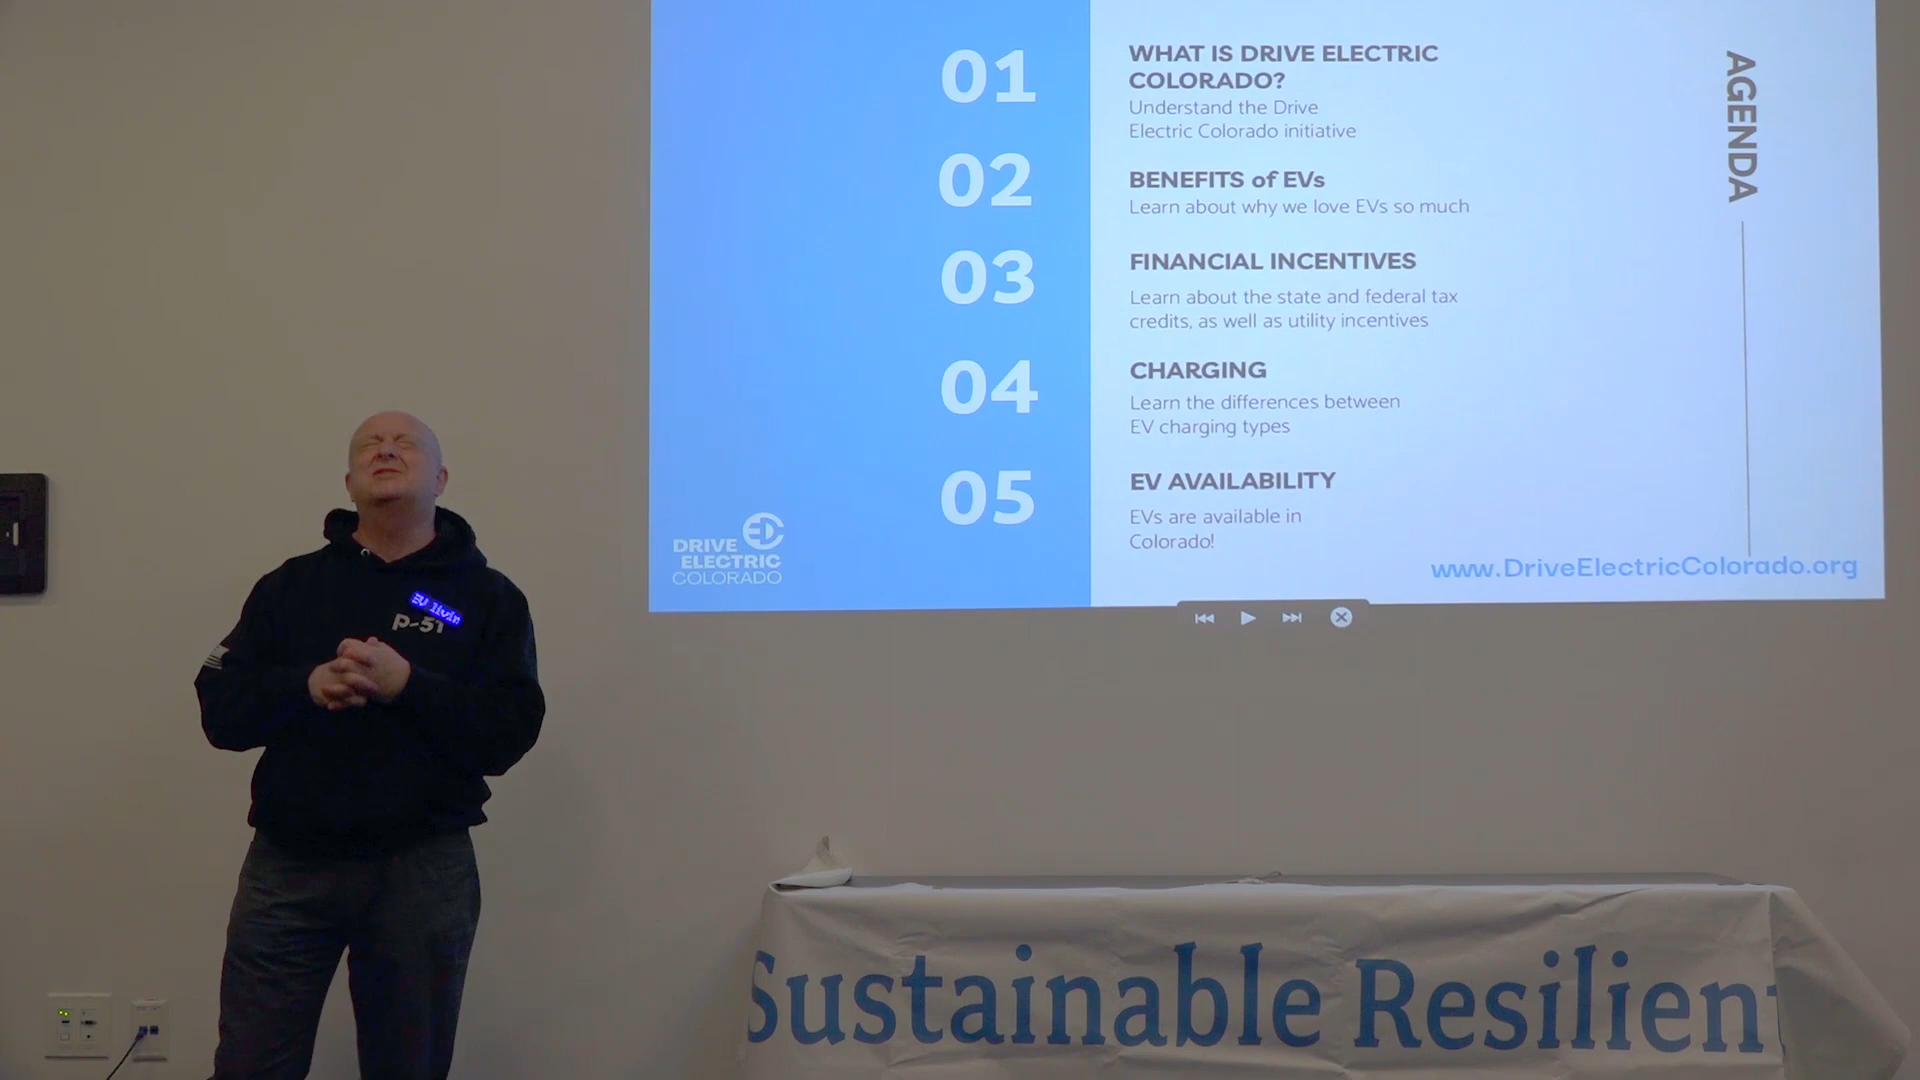 01
WHAT IS DRIVE ELECTRIC
COLORADO?
Understand the Drive
Electric Colorado initiative
02
BENEFITS of EVs
Learn about why we love EVs so much
03
FINANCIAL INCENTIVES
Learn about the state and federal tax
credits, as well as utility incentives
04
CHARGING
Learn the differences between
EV charging types
05
EV AVAILABILITY
EVs are available in
Colorado!
AGENDA
DRIVE
ELECTRIC
COLORADO
www.DriveElectricColorado.org
EV livin
P-51
Sustainable Resilient